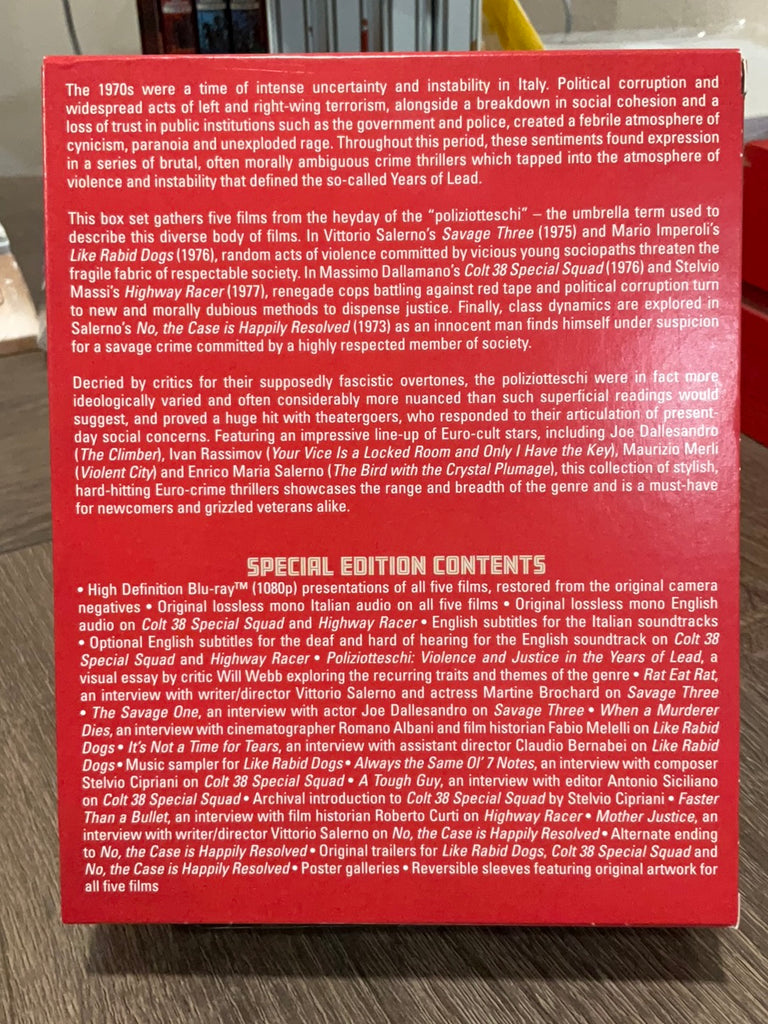 The 1970s were a time of intense uncertainty and instability in Italy. Political corruption and
widespread acts of left and right-wing terrorism, alongside a breakdown in social cohesion and a
loss of trust in public institutions such as the government and police, created a febrile atmosphere of
cynicism, paranoia and unexploded rage. Throughout this period, these sentiments found expression
in a series of brutal, often morally ambiguous crime thrillers which tapped into the atmosphere of
violence and instability that defined the so-called Years of Lead.
This box set gathers five films from the heyday of the “poliziotteschi” – the umbrella term used to
describe this diverse body of films. In Vittorio Salerno's Savage Three (1975) and Mario Imperoli's
Like Rabid Dogs (1976), random acts of violence committed by vicious young sociopaths threaten the
fragile fabric of respectable society. In Massimo Dallamano's Colt 38 Special Squad (1976) and Stelvio
Massi's Highway Racer (1977), renegade cops battling against red tape and political corruption turn
to new and morally dubious methods to dispense justice. Finally, class dynamics are explored in
Salerno's No, the Case is Happily Resolved (1973) as an innocent man finds himself under suspicion
for a savage crime committed by a highly respected member of society.
Decried by critics for their supposedly fascistic overtones, the poliziotteschi were in fact more
ideologically varied and often considerably more nuanced than such superficial readings would
suggest, and proved a huge hit with theatergoers, who responded to their articulation of present-
day social concerns. Featuring an impressive line-up of Euro-cult stars, including Joe Dallesandro
(The Climber), Ivan Rassimov (Your Vice Is a Locked Room and Only I Have the Key), Maurizio Merli
(Violent City) and Enrico Maria Salerno (The Bird with the Crystal Plumage), this collection of stylish,
hard-hitting Euro-crime thrillers showcases the range and breadth of the genre and is a must-have
for newcomers and grizzled veterans alike.
SPECIAL EDITION CONTENTS
• High Definition Blu-ray™ (1080p) presentations of all five films, restored from the original camera
negatives • Original lossless mono Italian audio on all five films • Original lossless mono English
audio on Colt 38 Special Squad and Highway Racer • English subtitles for the Italian soundtracks
• Optional English subtitles for the deaf and hard of hearing for the English soundtrack on Colt 38
Special Squad and Highway Racer • Poliziotteschi: Violence and Justice in the Years of Lead, a
visual essay by critic Will Webb exploring the recurring traits and themes of the genre • Rat Eat Rat,
an interview with writer/director Vittorio Salerno and actress Martine Brochard on Savage Three
• The Savage One, an interview with actor Joe Dallesandro on Savage Three • When a Murderer
Dies, an interview with cinematographer Romano Albani and film historian Fabio Melelli on Like Rabid
Dogs • It's Not a Time for Tears, an interview with assistant director Claudio Bernabei on Like Rabid
Dogs • Music sampler for Like Rabid Dogs • Always the Same Ol' 7 Notes, an interview with composer
Stelvio Cipriani on Colt 38 Special Squad • A Tough Guy, an interview with editor Antonio Siciliano
on Colt 38 Special Squad • Archival introduction to Colt 38 Special Squad by Stelvio Cipriani • Faster
Than a Bullet, an interview with film historian Roberto Curti on Highway Racer • Mother Justice, an
interview with writer/director Vittorio Salerno on No, the Case is Happily Resolved • Alternate ending
to No, the Case is Happily Resolved • Original trailers for Like Rabid Dogs, Colt 38 Special Squad and
No, the Case is Happily Resolved • Poster galleries • Reversible sleeves featuring original artwork for
all five films